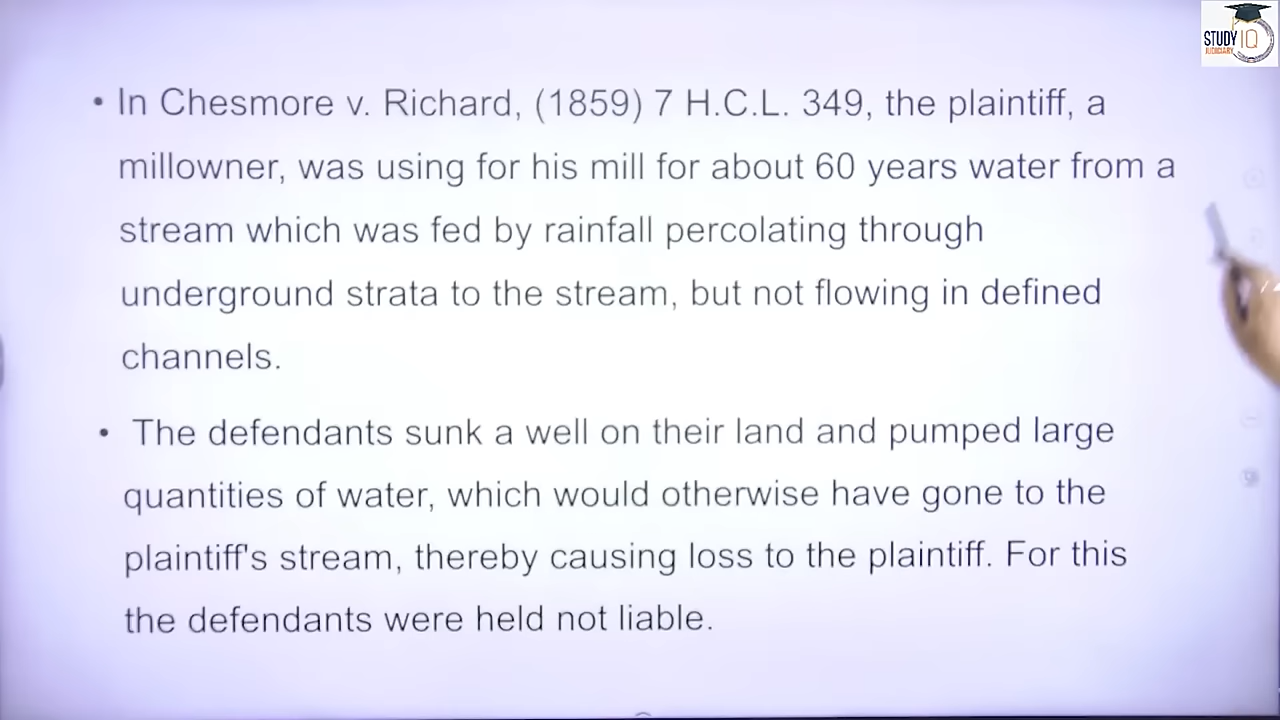 STUDY IQ
JUDICIARY
• In Chesmore v. Richard, (1859) 7 H.C.L. 349, the plaintiff, a
millowner, was using for his mill for about 60 years water from a
stream which was fed by rainfall percolating through
underground strata to the stream, but not flowing in defined
channels.
• The defendants sunk a well on their land and pumped large
quantities of water, which would otherwise have gone to the
plaintiff's stream, thereby causing loss to the plaintiff. For this
the defendants were held not liable.